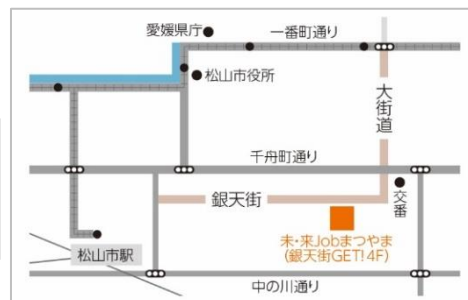 愛媛県庁
一番町通り
松山市役所
大街道
千舟町通り
銀天街
交番
未・来Jobまつやま
(銀天街GET!4F)
松山市駅
中の川通り